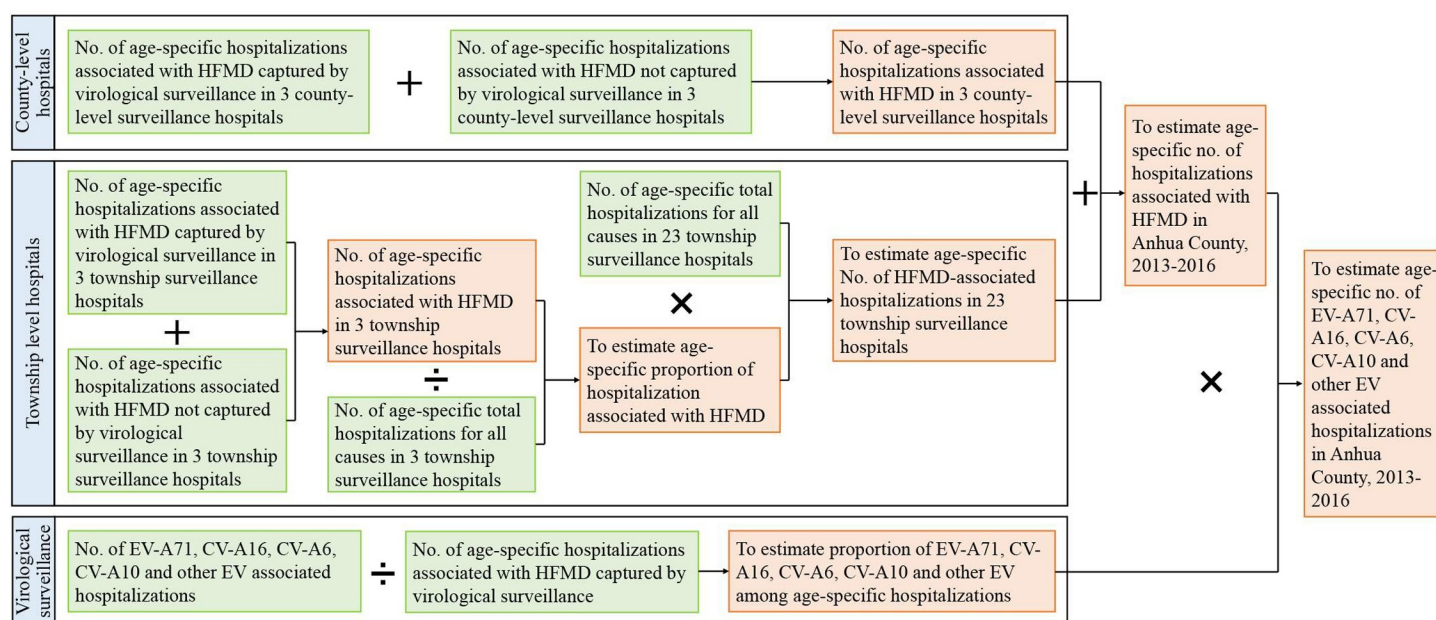 County-level
hospitals
No. of age-specific hospitalizations
associated with HFMD captured by
virological surveillance in 3 county-
level surveillance hospitals
+
No. of age-specific hospitalizations
associated with HFMD not captured
by virological surveillance in 3
county-level surveillance hospitals
No. of age-specific
hospitalizations associated
with HFMD in 3 county-
level surveillance hospitals
Township level hospitals
No. of age-specific
hospitalizations associated
with HFMD captured by
virological surveillance in
3 township surveillance
hospitals
+
No. of age-specific
hospitalizations associated
with HFMD not captured
by virological
surveillance in 3 township
surveillance hospitals
No. of age-specific
hospitalizations
associated with HFMD
in 3 township
surveillance hospitals
÷
No. of age-specific total
hospitalizations for all
causes in 3 township
surveillance hospitals
No. of age-specific total
hospitalizations for all
causes in 23 township
surveillance hospitals
×
To estimate age-
specific proportion of
hospitalization
associated with HFMD
To estimate age-specific
No. of HFMD-associated
hospitalizations in 23
township surveillance
hospitals
+
To estimate age-
specific no. of
hospitalizations
associated with
HFMD in
Anhua County,
2013-2016
×
To estimate age-
specific no. of
EV-A71, CV-
A16, CV-A6,
CV-A10 and
other EV
associated
hospitalizations
in Anhua
County, 2013-
2016
Virological
surveillance
No. of EV-A71, CV-A16, CV-A6,
CV-A10 and other EV associated
hospitalizations
÷
No. of age-specific hospitalizations
associated with HFMD captured by
virological surveillance
To estimate proportion of EV-A71, CV-
A16, CV-A6, CV-A10 and other EV
among age-specific hospitalizations